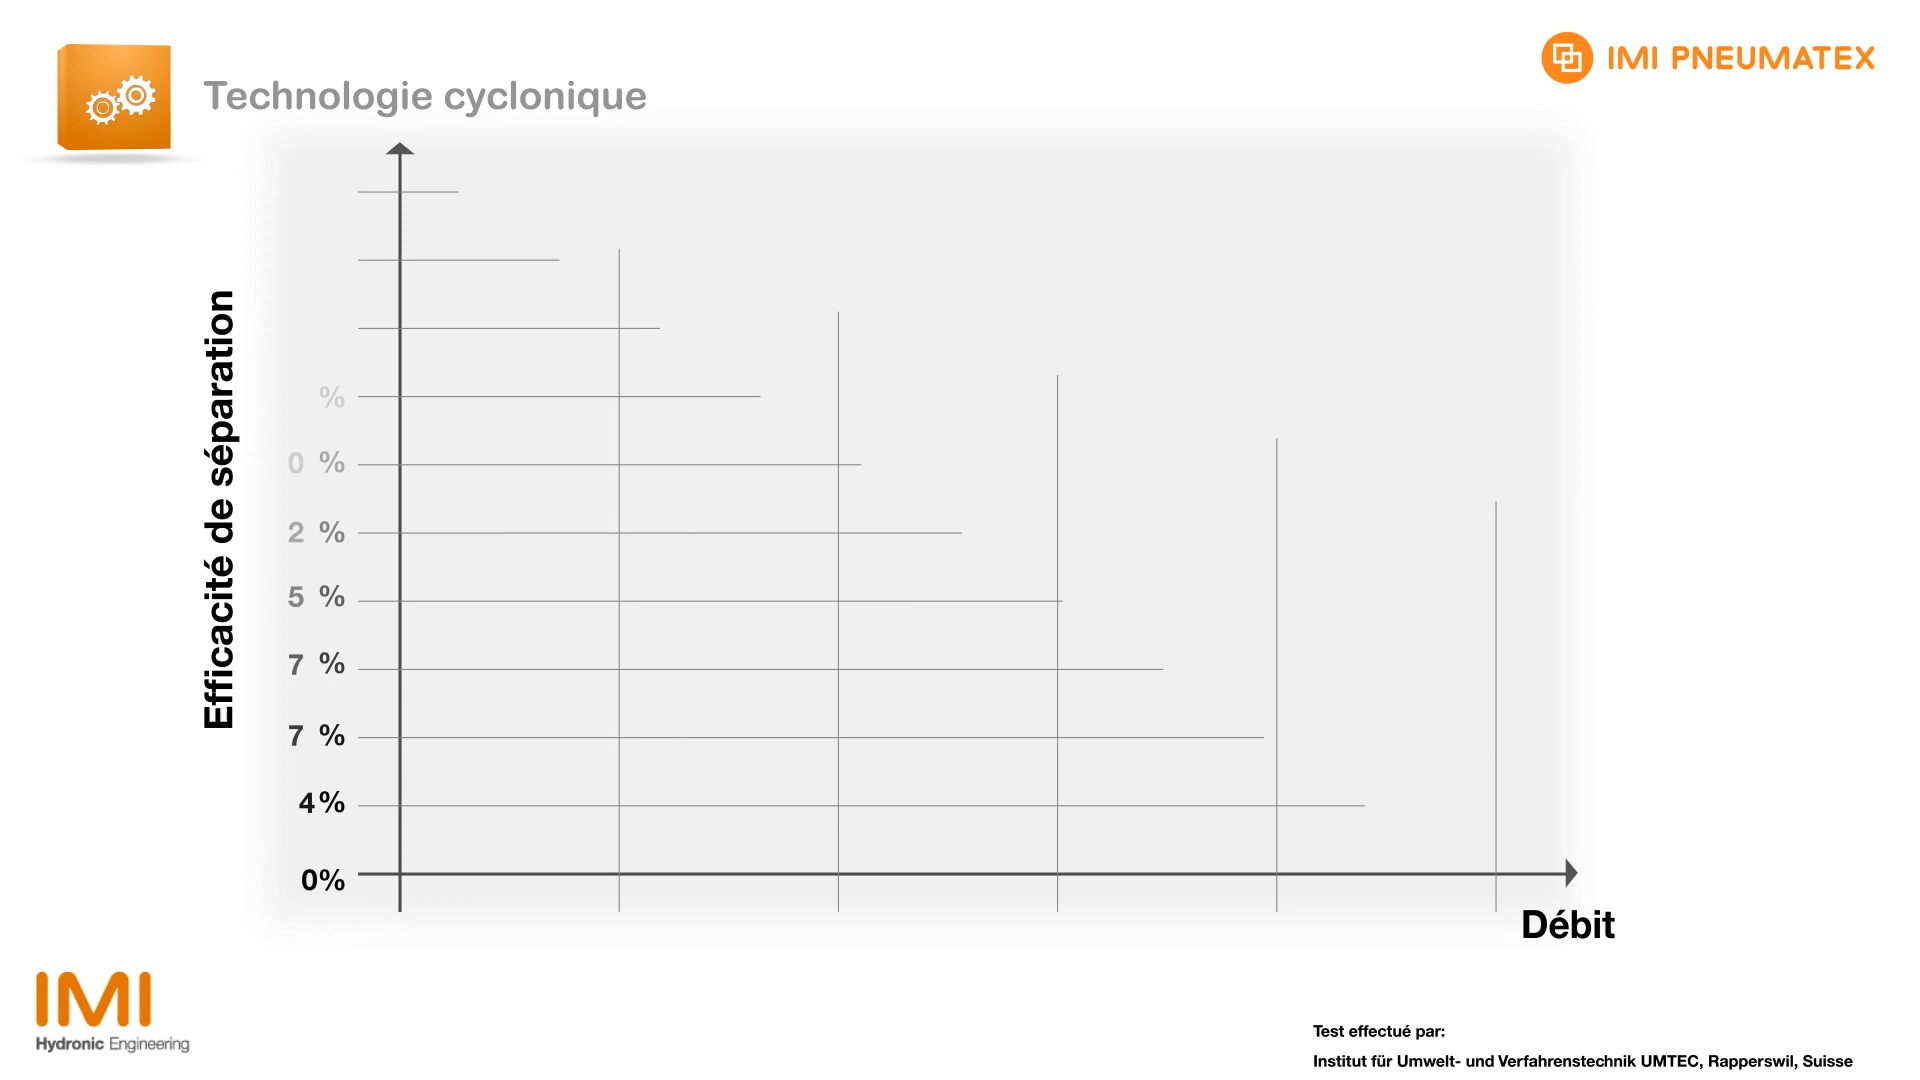 IMI PNEUMATEX
Technologie cyclonique
Efficacité de séparation
%
0 %
2 %
5 %
7 %
7 %
4%
0%
Débit
IMI
Hydronic Engineering
Test effectué par:
Institut für Umwelt- und Verfahrenstechnik UMTEC, Rapperswil, Suisse